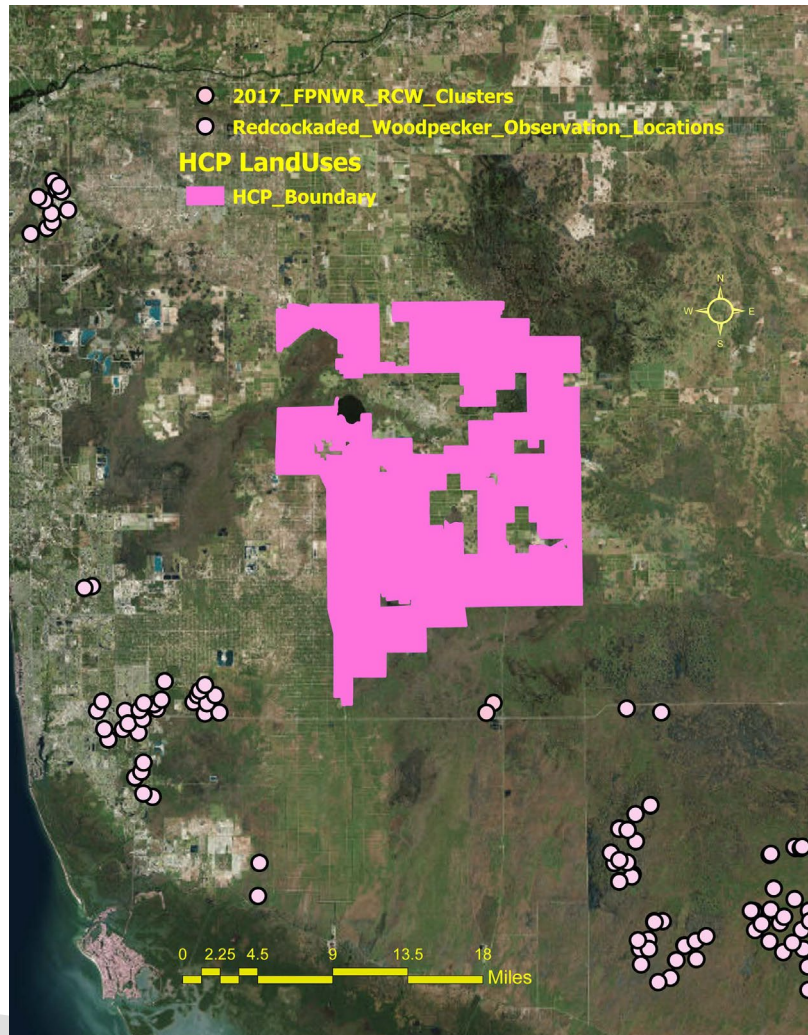 2017_FPNWR_RCW_Clusters
Redcockaded_Woodpecker_Observation_Locations
HCP LandUses
HCP_Boundary
N
W E
S
0 2.25 4.5 9 13.5 18
Miles